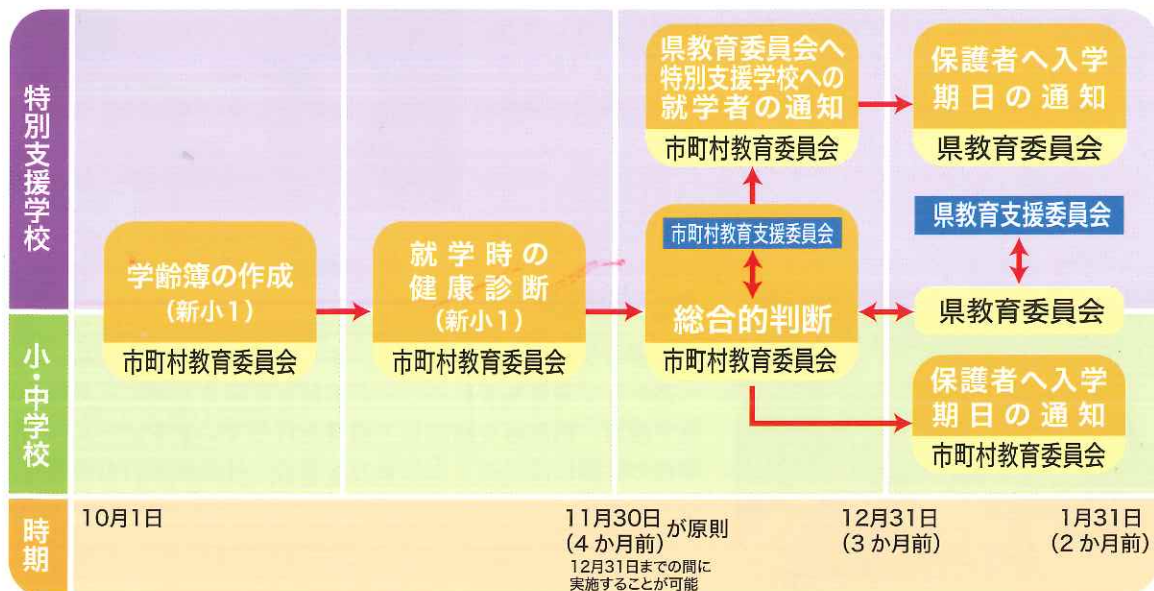 特別支援学校
県教育委員会へ
特別支援学校への
就学者の通知
市町村教育委員会
保護者へ入学
期日の通知
県教育委員会
学齢簿の作成
(新小1)
市町村教育委員会
就学時の
健康診断
(新小1)
市町村教育委員会
市町村教育支援委員会
総合的判断
市町村教育委員会
県教育支援委員会
県教育委員会
小・中学校
保護者へ入学
期日の通知
市町村教育委員会
時期
10月1日
11月30日
(4か月前)
が原則
12月31日までの間に
実施することが可能
12月31日
(3か月前)
1月31日
(2か月前)